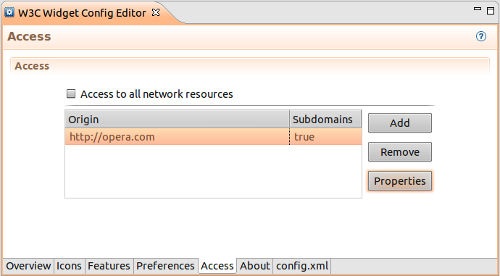 W3C Widget Config Editor
Access
Access
Access to all network resources
Origin Subdomains
http://opera.com true
Add
Remove
Properties
Overview Icons Features Preferences Access About config.xml